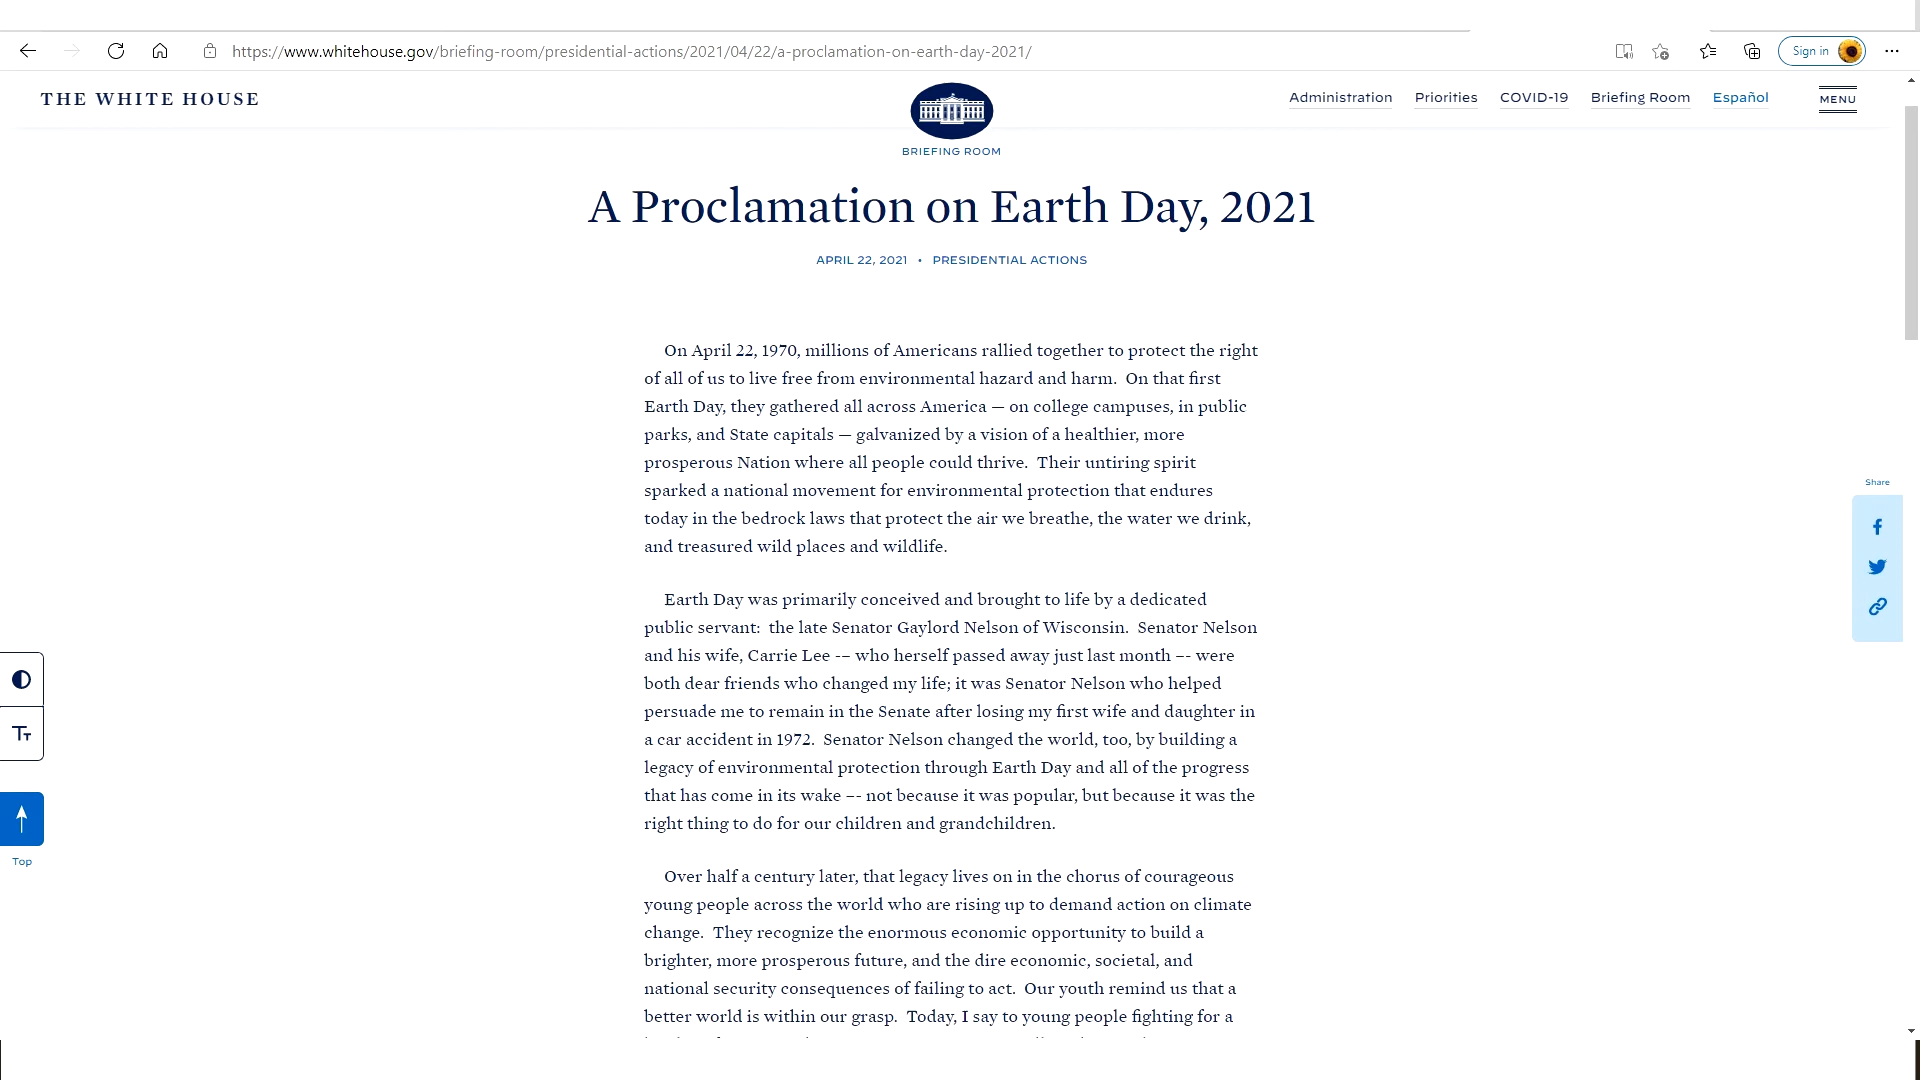 https://www.whitehouse.gov/briefing-room/presidential-actions/2021/04/22/a-proclamation-on-earth-day-2021/
Sign in
THE WHITE HOUSE
Administration
Priorities
COVID-19
Briefing Room
Español
MENU
BRIEFING ROOM
A Proclamation on Earth Day, 2021
APRIL 22, 2021 • PRESIDENTIAL ACTIONS
On April 22, 1970, millions of Americans rallied together to protect the right
of all of us to live free from environmental hazard and harm.  On that first
Earth Day, they gathered all across America — on college campuses, in public
parks, and State capitals — galvanized by a vision of a healthier, more
prosperous Nation where all people could thrive.  Their untiring spirit
sparked a national movement for environmental protection that endures
today in the bedrock laws that protect the air we breathe, the water we drink,
and treasured wild places and wildlife.
Earth Day was primarily conceived and brought to life by a dedicated
public servant:  the late Senator Gaylord Nelson of Wisconsin.  Senator Nelson
and his wife, Carrie Lee -– who herself passed away just last month –- were
both dear friends who changed my life; it was Senator Nelson who helped
persuade me to remain in the Senate after losing my first wife and daughter in
a car accident in 1972.  Senator Nelson changed the world, too, by building a
legacy of environmental protection through Earth Day and all of the progress
that has come in its wake –- not because it was popular, but because it was the
right thing to do for our children and grandchildren.
Over half a century later, that legacy lives on in the chorus of courageous
young people across the world who are rising up to demand action on climate
change.  They recognize the enormous economic opportunity to build a
brighter, more prosperous future, and the dire economic, societal, and
national security consequences of failing to act.  Our youth remind us that a
better world is within our grasp.  Today, I say to young people fighting for a
Share
Tт
Top